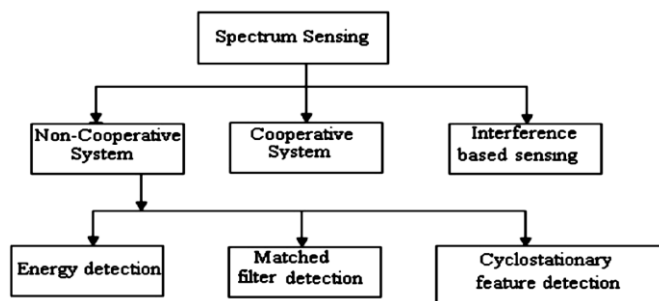 Spectrum Sensing
Non-Cooperative
System
Cooperative
System
Interference
based sensing
Energy detection
Matched
filter detection
Cyclostationary
feature detection